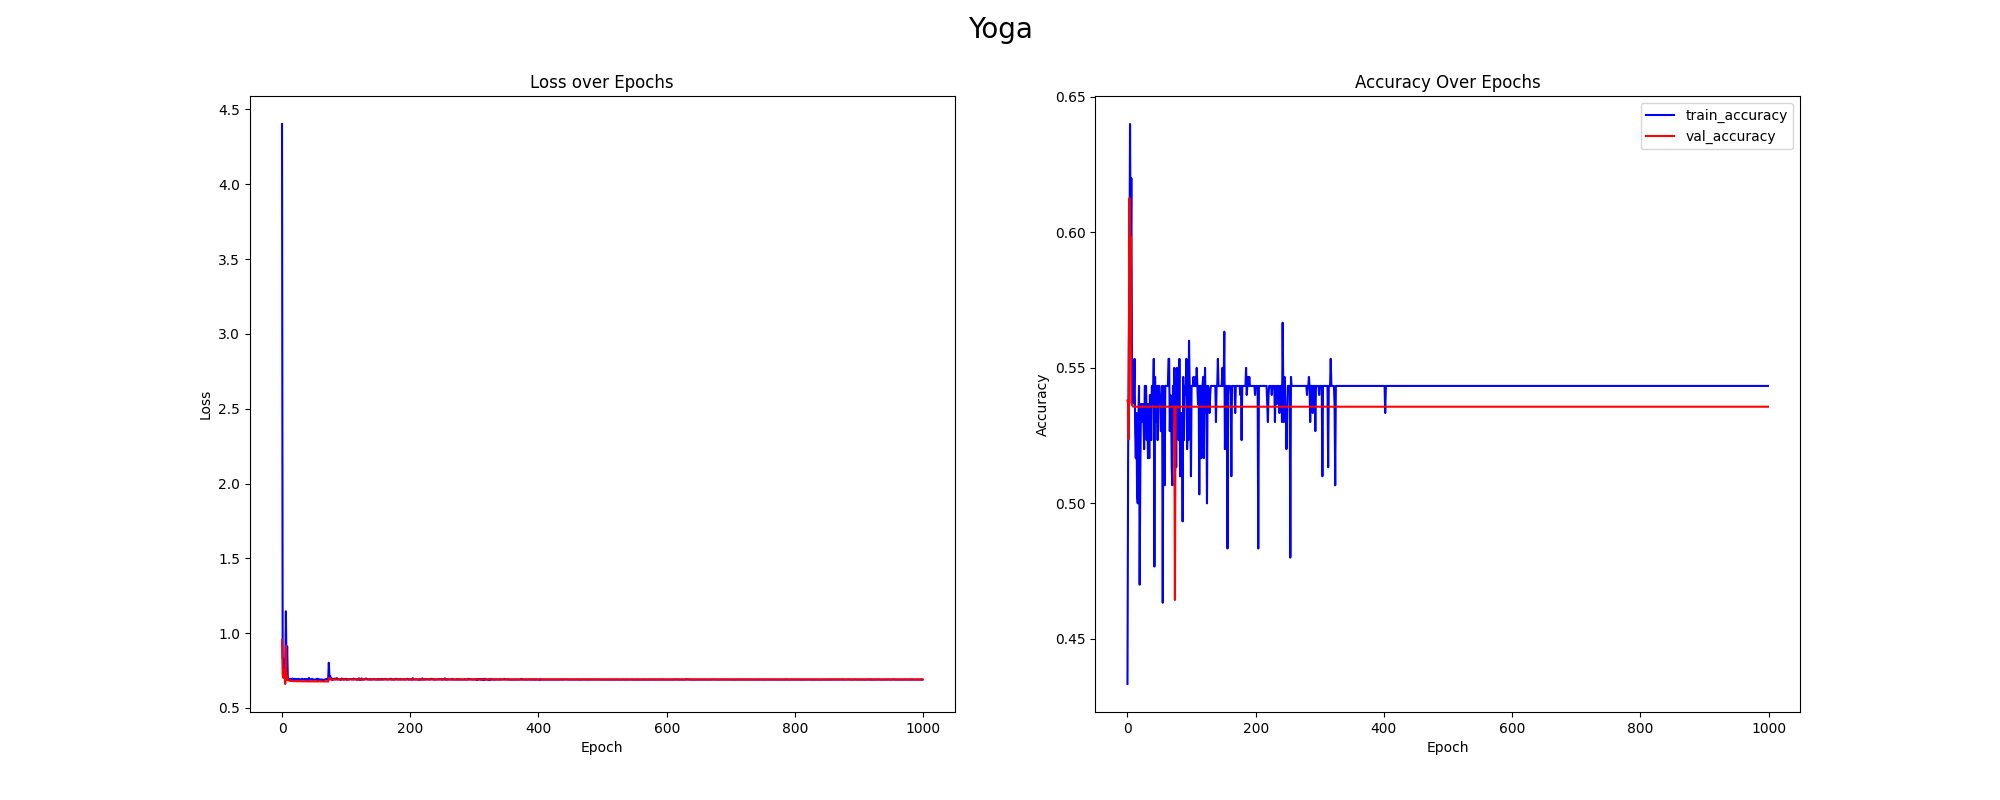 Yoga
Loss over Epochs
4.5
4.0
3.5
3.0
2.5
2.0
1.5
1.0
0.5
Loss
0 200 400 600 800 1000
Epoch
Accuracy Over Epochs
train_accuracy
val_accuracy
0.65
0.60
0.55
0.50
0.45
Accuracy
0 200 400 600 800 1000
Epoch